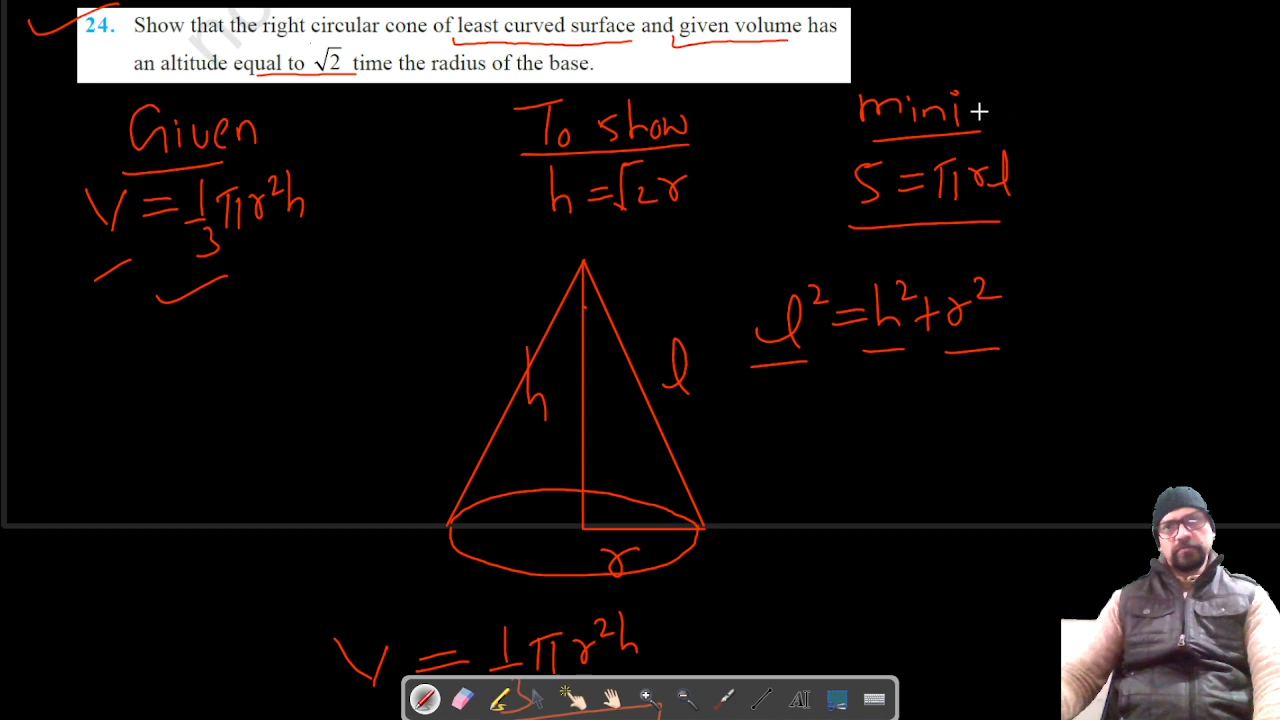 24. Show that the right circular cone of least curved surface and given volume has
an altitude equal to √2 time the radius of the base.
Given
V = 1/3 πr²h
To show
h = √2 r
mini
S = πrl
l² = h² + r²
h
l
r
V = 1/3 πr²h
AI